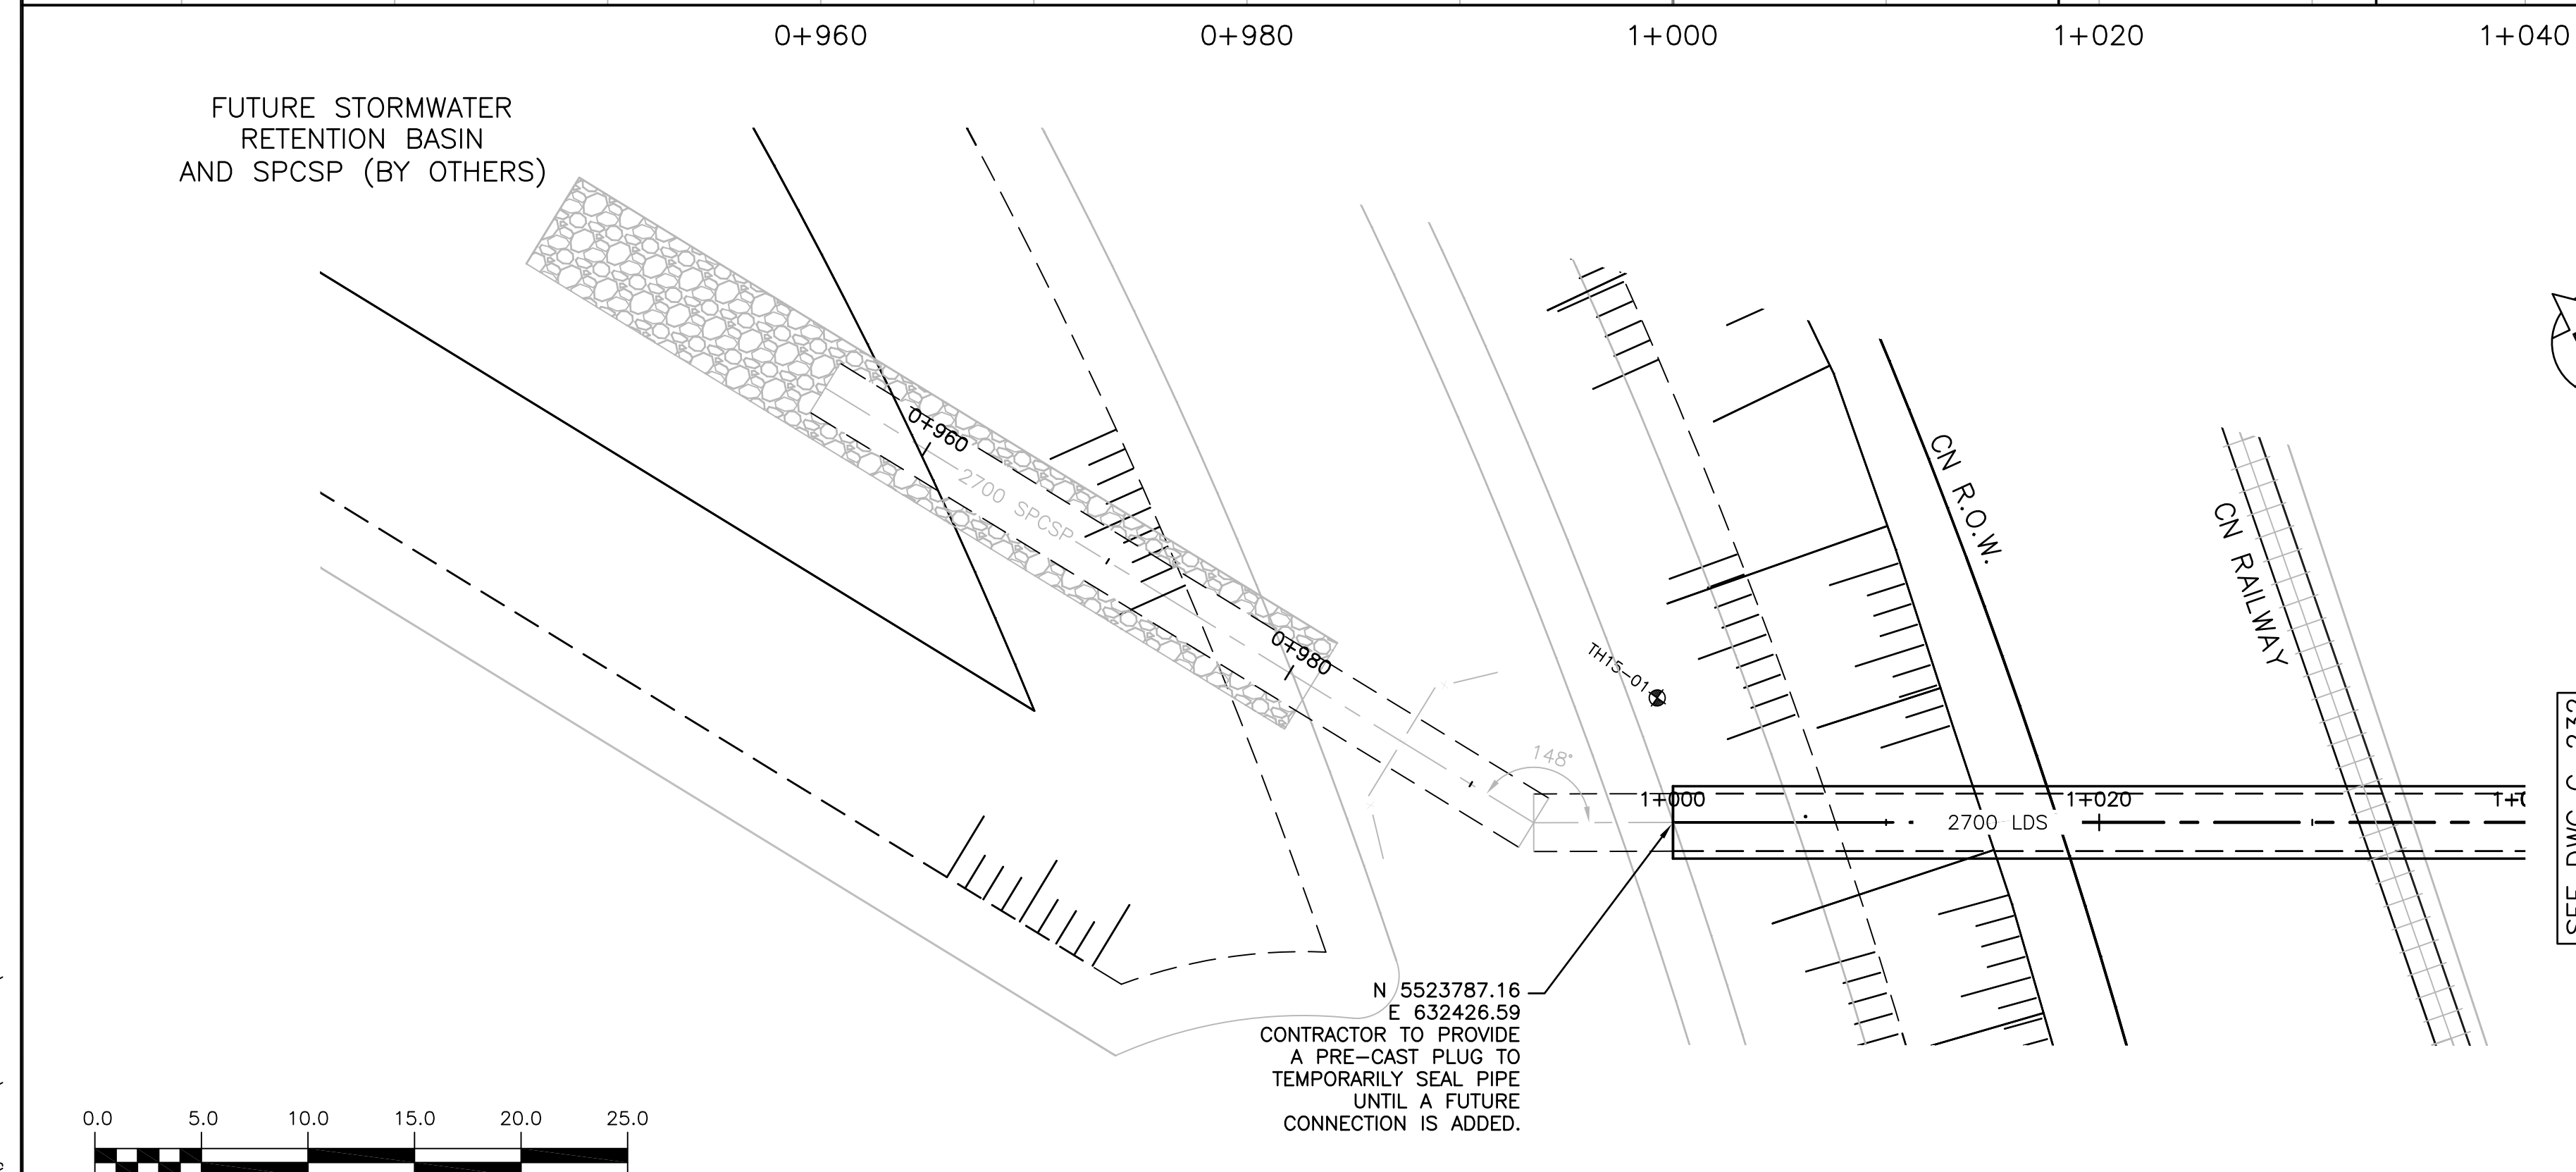 0+960
0+980
1+000
1+020
1+040
FUTURE STORMWATER
RETENTION BASIN
AND SPCSP (BY OTHERS)
0+960
2700 SPCSP
0+980
CN R.O.W.
CN RAILWAY
TH15-01
148°
1+000
1+020
2700 LDS
N 5523787.16
E 632426.59
CONTRACTOR TO PROVIDE
A PRE-CAST PLUG TO
TEMPORARILY SEAL PIPE
UNTIL A FUTURE
CONNECTION IS ADDED.
0.0
5.0
10.0
15.0
20.0
25.0